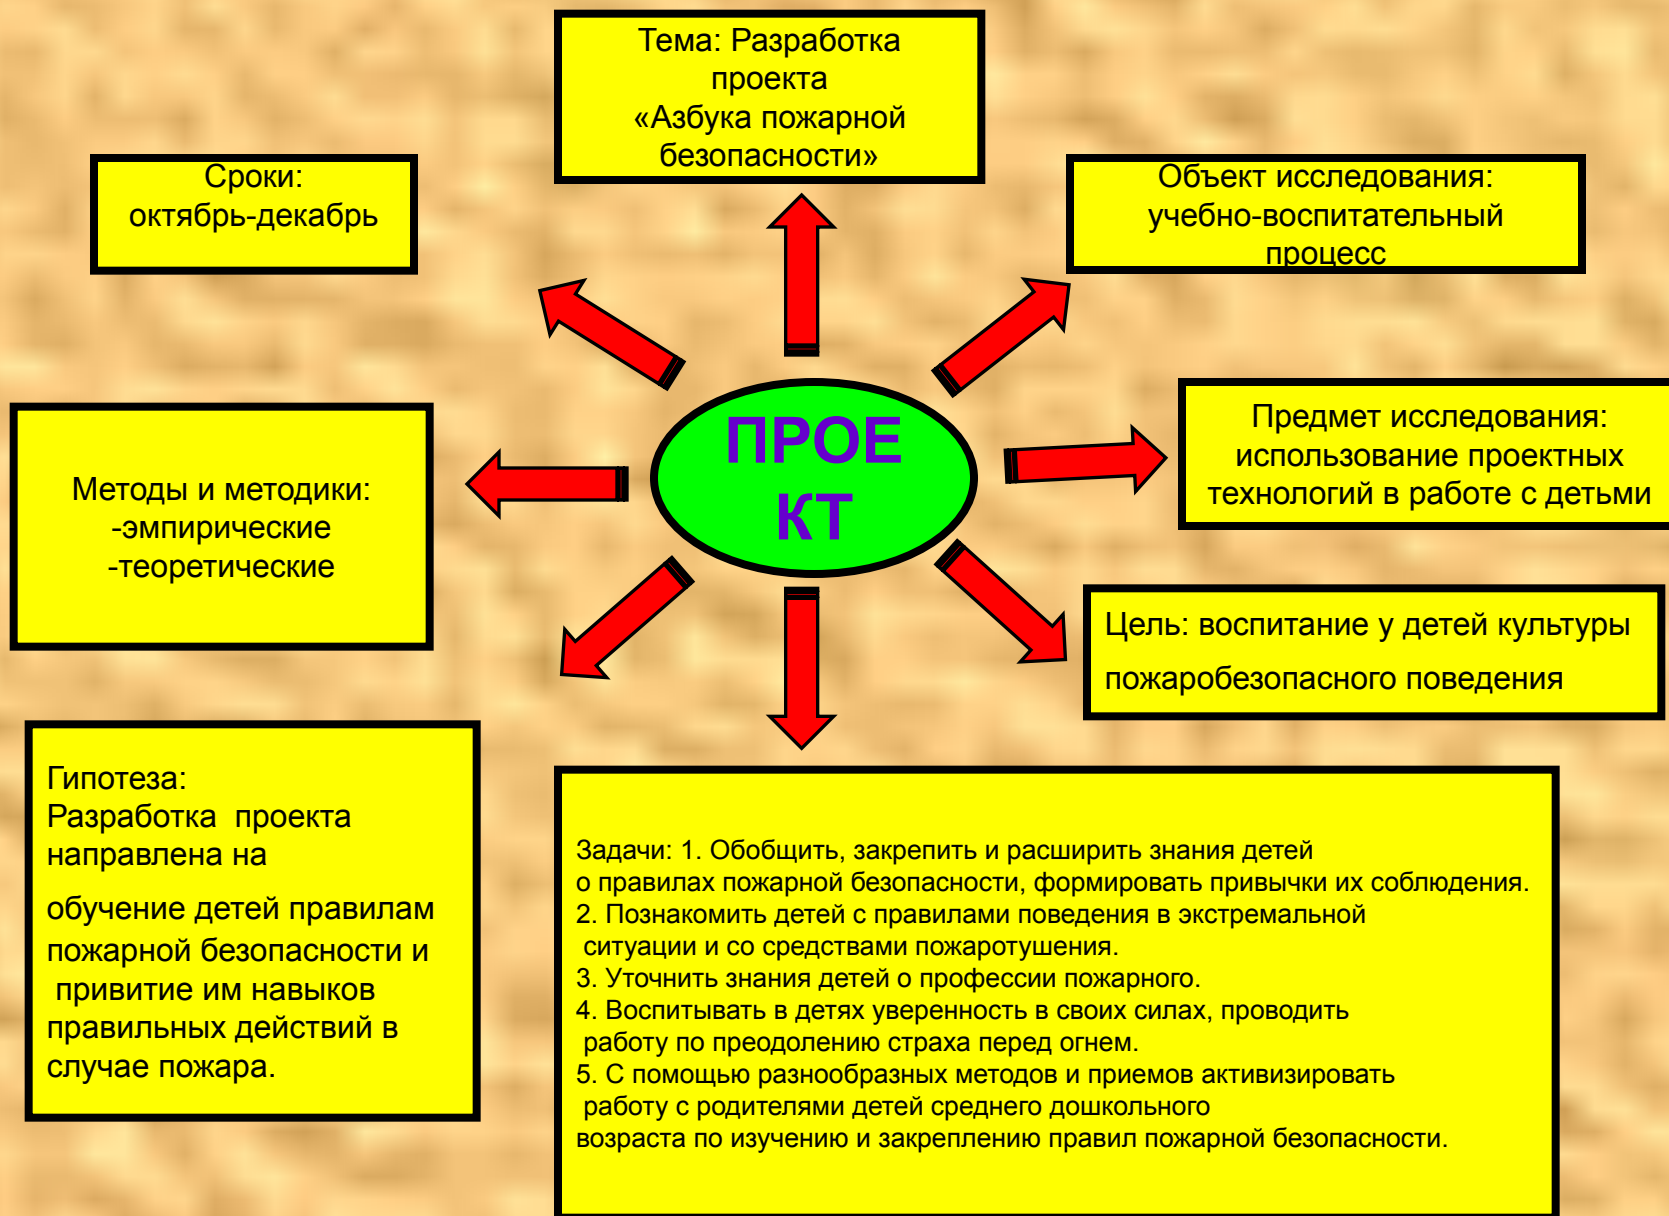 Тема: Разработка
проекта
«Азбука пожарной
безопасности»
Сроки:
октябрь-декабрь
Объект исследования:
учебно-воспитательный
процесс
ПРОЕ
КТ
Предмет исследования:
использование проектных
технологий в работе с детьми
Методы и методики:
-эмпирические
-теоретические
Цель: воспитание у детей культуры
пожаробезопасного поведения
Гипотеза:
Разработка проекта
направлена на
обучение детей правилам
пожарной безопасности и
привитие им навыков
правильных действий в
случае пожара.
Задачи: 1. Обобщить, закрепить и расширить знания детей
о правилах пожарной безопасности, формировать привычки их соблюдения.
2. Познакомить детей с правилами поведения в экстремальной
ситуации и со средствами пожаротушения.
3. Уточнить знания детей о профессии пожарного.
4. Воспитывать в детях уверенность в своих силах, проводить
работу по преодолению страха перед огнем.
5. С помощью разнообразных методов и приемов активизировать
работу с родителями детей среднего дошкольного
возраста по изучению и закреплению правил пожарной безопасности.